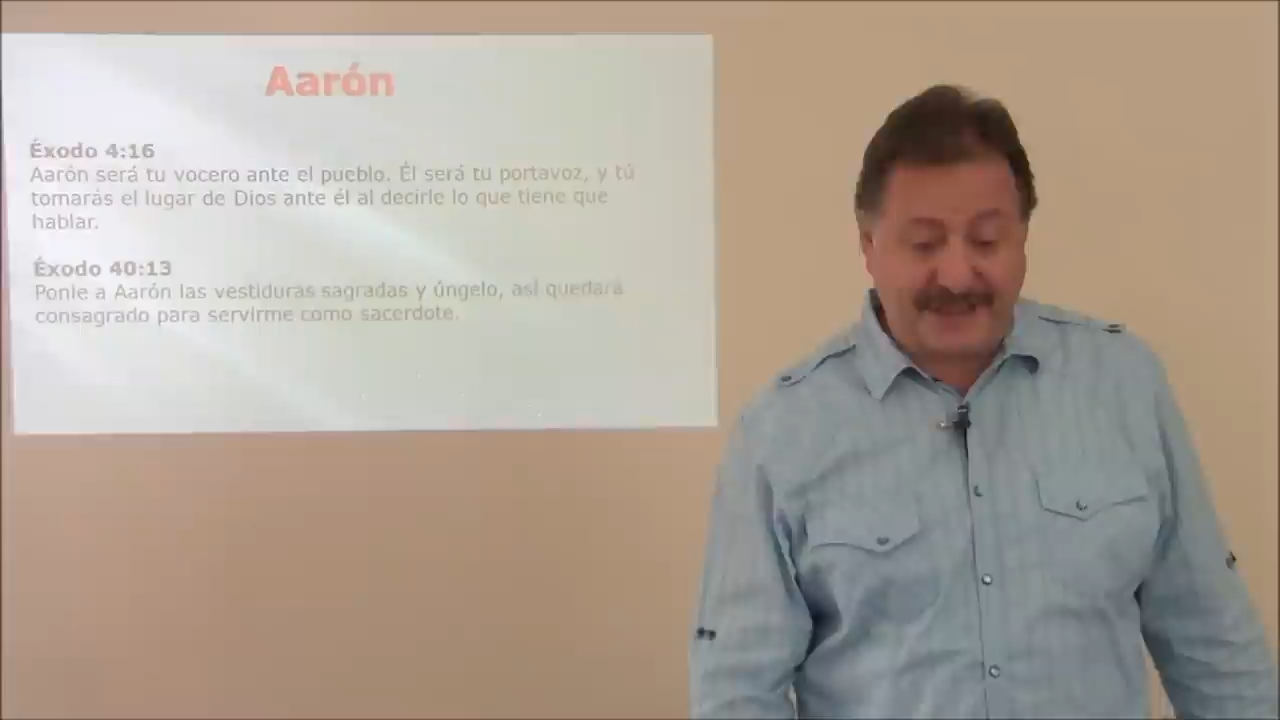 Aarón
Éxodo 4:16
Aarón será tu vocero ante el pueblo. Él será tu portavoz, y tú
tomarás el lugar de Dios ante él al decirle lo que tiene que
hablar.
Éxodo 40:13
Ponle a Aarón las vestiduras sagradas y úngelo, así quedará
consagrado para servirme como sacerdote.